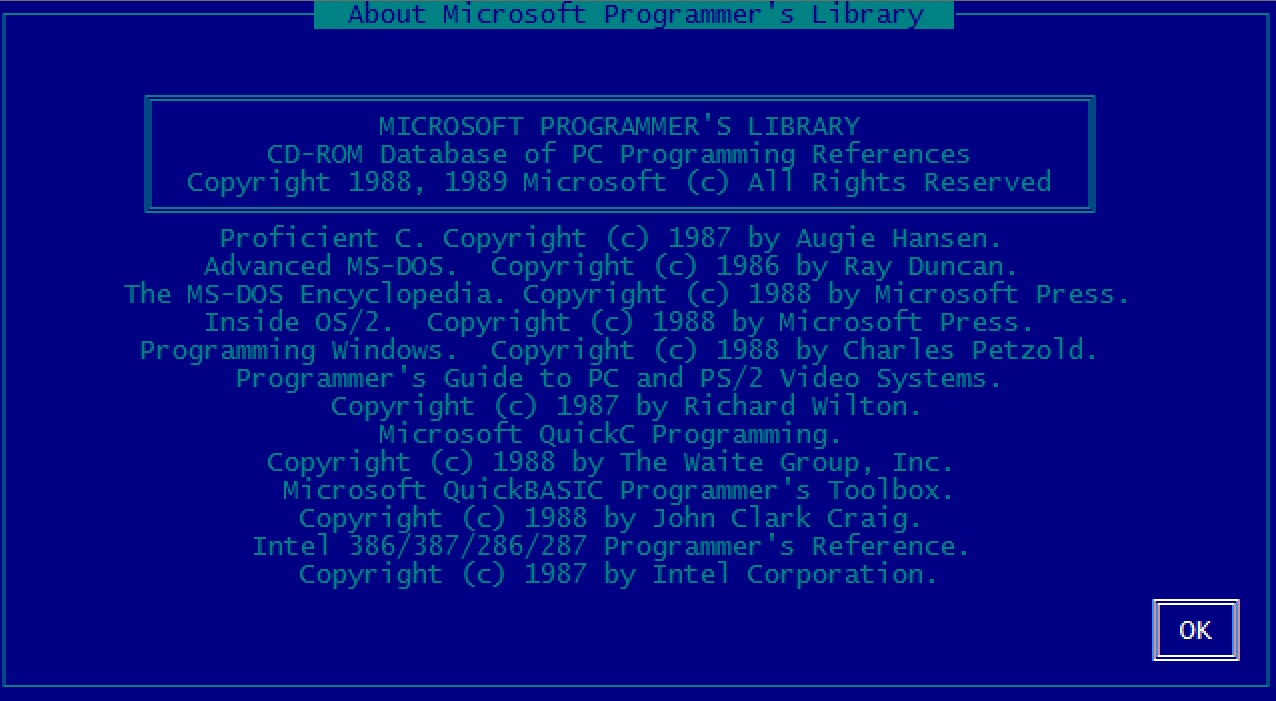 About Microsoft Programmer's Library
MICROSOFT PROGRAMMER'S LIBRARY
CD-ROM Database of PC Programming References
Copyright 1988, 1989 Microsoft (c) All Rights Reserved
Proficient C. Copyright (c) 1987 by Augie Hansen.
Advanced MS-DOS.  Copyright (c) 1986 by Ray Duncan.
The MS-DOS Encyclopedia. Copyright (c) 1988 by Microsoft Press.
Inside OS/2.  Copyright (c) 1988 by Microsoft Press.
Programming Windows.  Copyright (c) 1988 by Charles Petzold.
Programmer's Guide to PC and PS/2 Video Systems.
Copyright (c) 1987 by Richard Wilton.
Microsoft QuickC Programming.
Copyright (c) 1988 by The Waite Group, Inc.
Microsoft QuickBASIC Programmer's Toolbox.
Copyright (c) 1988 by John Clark Craig.
Intel 386/387/286/287 Programmer's Reference.
Copyright (c) 1987 by Intel Corporation.
OK